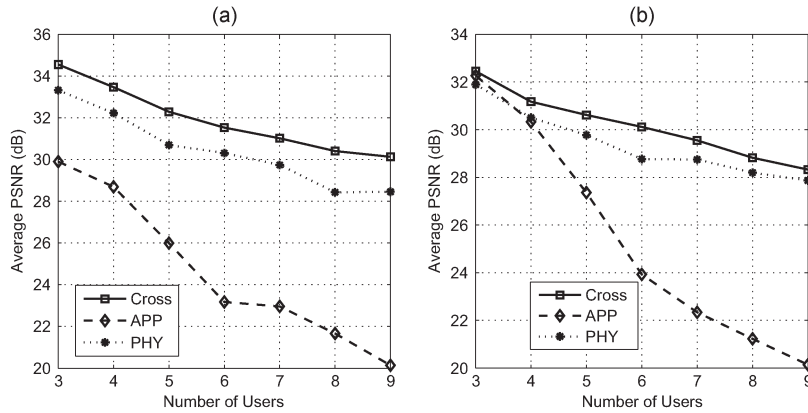 (a)
Average PSNR (dB)
36
34
32
30
28
26
24
22
20
Cross
APP
PHY
3 4 5 6 7 8 9
Number of Users
(b)
Average PSNR (dB)
34
32
30
28
26
24
22
20
Cross
APP
PHY
3 4 5 6 7 8 9
Number of Users